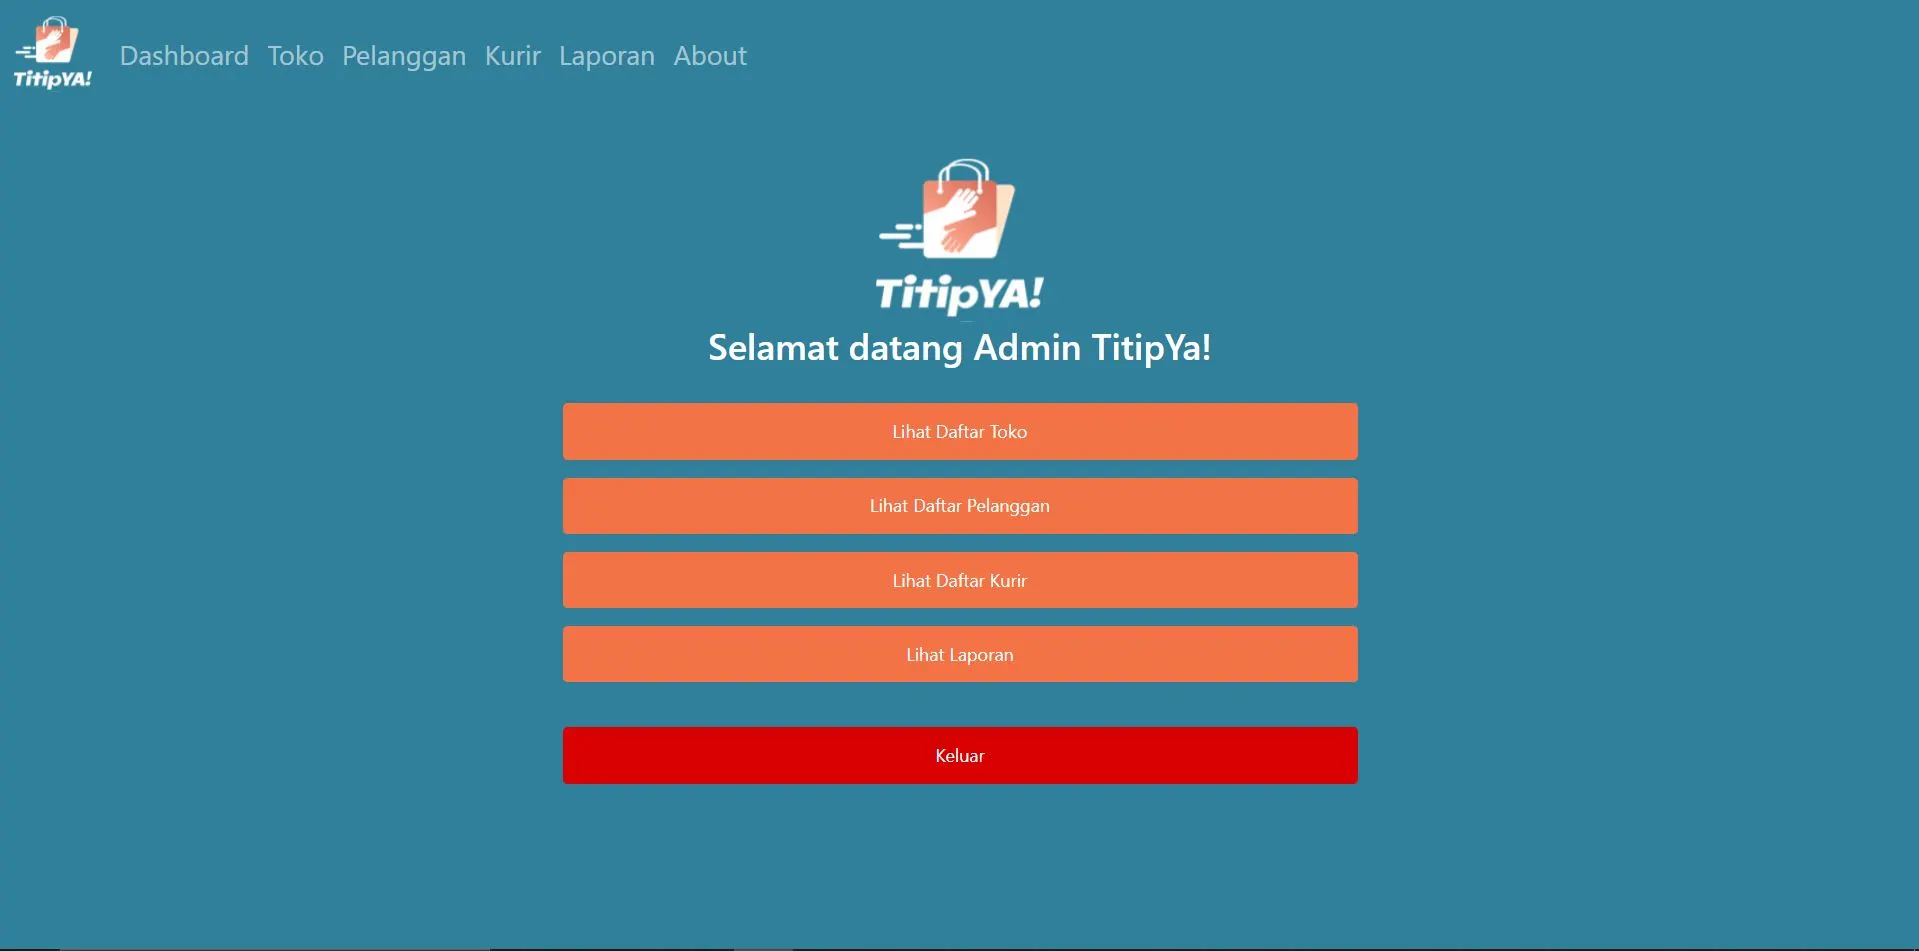 TitipYA!
Dashboard Toko Pelanggan Kurir Laporan About
TitipYA!
Selamat datang Admin TitipYa!
Lihat Daftar Toko
Lihat Daftar Pelanggan
Lihat Daftar Kurir
Lihat Laporan
Keluar